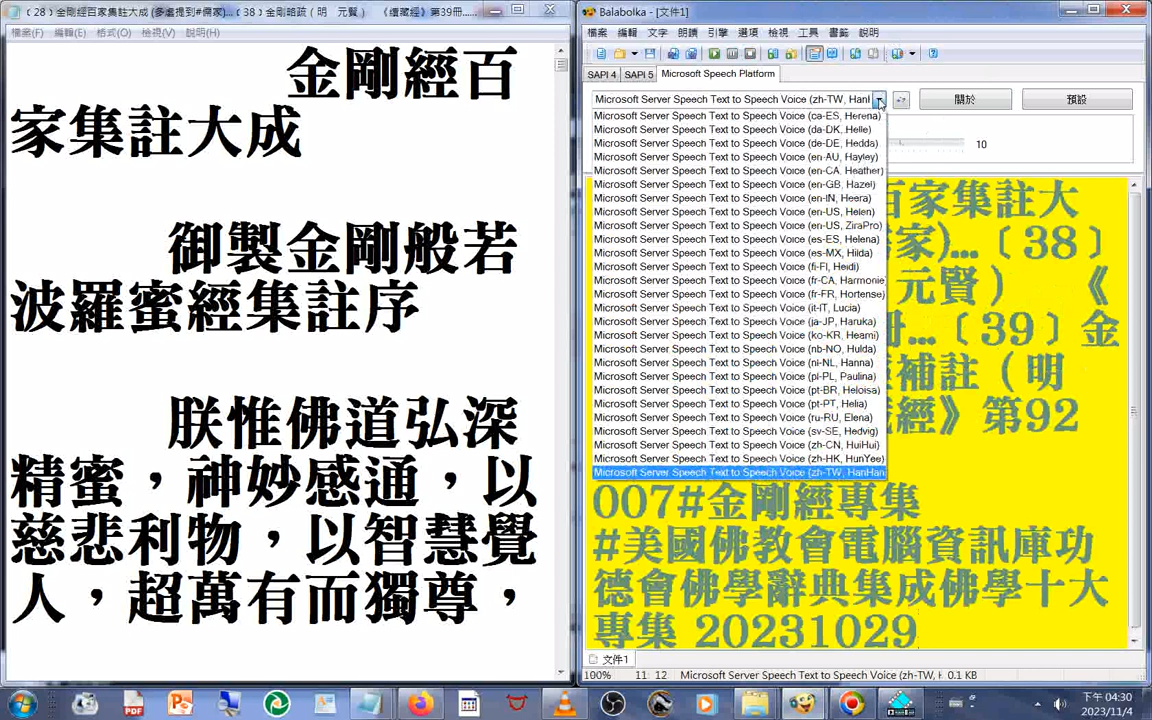 ﹝28﹞金剛經百家集註大成 (多處提到#儒家)...﹝38﹞金剛略疏（明　元賢）　《續藏經》第39冊...
檔案(F) 編輯(E) 格式(O) 檢視(V) 說明(H)
金剛經百
家集註大成
御製金剛般若
波羅蜜經集註序
朕惟佛道弘深
精蜜，神妙感通，以
慈悲利物，以智慧覺
人，超萬有而獨尊，
Balabolka - [文件1]
檔案 編輯 文字 朗讀 引擎 選項 檢視 工具 書籤 說明
SAPI 4 SAPI 5 Microsoft Speech Platform
Microsoft Server Speech Text to Speech Voice (zh-TW, Hanl
關於 預設
Microsoft Server Speech Text to Speech Voice (ca-ES, Herena)
Microsoft Server Speech Text to Speech Voice (da-DK, Helle)
Microsoft Server Speech Text to Speech Voice (de-DE, Hedda)
Microsoft Server Speech Text to Speech Voice (en-AU, Hayley)
Microsoft Server Speech Text to Speech Voice (en-CA, Heather)
Microsoft Server Speech Text to Speech Voice (en-GB, Hazel)
Microsoft Server Speech Text to Speech Voice (en-IN, Heera)
Microsoft Server Speech Text to Speech Voice (en-US, Helen)
Microsoft Server Speech Text to Speech Voice (en-US, ZiraPro)
Microsoft Server Speech Text to Speech Voice (es-ES, Helena)
Microsoft Server Speech Text to Speech Voice (es-MX, Hilda)
Microsoft Server Speech Text to Speech Voice (fi-FI, Heidi)
Microsoft Server Speech Text to Speech Voice (fr-CA, Harmonie
Microsoft Server Speech Text to Speech Voice (fr-FR, Hortense)
Microsoft Server Speech Text to Speech Voice (it-IT, Lucia)
Microsoft Server Speech Text to Speech Voice (ja-JP, Haruka)
Microsoft Server Speech Text to Speech Voice (ko-KR, Heami)
Microsoft Server Speech Text to Speech Voice (nb-NO, Hulda)
Microsoft Server Speech Text to Speech Voice (nl-NL, Hanna)
Microsoft Server Speech Text to Speech Voice (pl-PL, Paulina)
Microsoft Server Speech Text to Speech Voice (pt-BR, Heloisa)
Microsoft Server Speech Text to Speech Voice (pt-PT, Helia)
Microsoft Server Speech Text to Speech Voice (ru-RU, Elena)
Microsoft Server Speech Text to Speech Voice (sv-SE, Hedvig)
Microsoft Server Speech Text to Speech Voice (zh-CN, HuiHui)
Microsoft Server Speech Text to Speech Voice (zh-HK, HunYee)
Microsoft Server Speech Text to Speech Voice (zh-TW, HanHan
10
百家集註大
家)...﹝38﹞
元賢）　《
冊...﹝39﹞金
補註（明
藏經》第92
007#金剛經專集
#美國佛教會電腦資訊庫功
德會佛學辭典集成佛學十大
專集 20231029
文件1
100% 11 : 12 Microsoft Server Speech Text to Speech Voice (zh-TW, H 0.1 KB
下午 04:30
2023/11/4